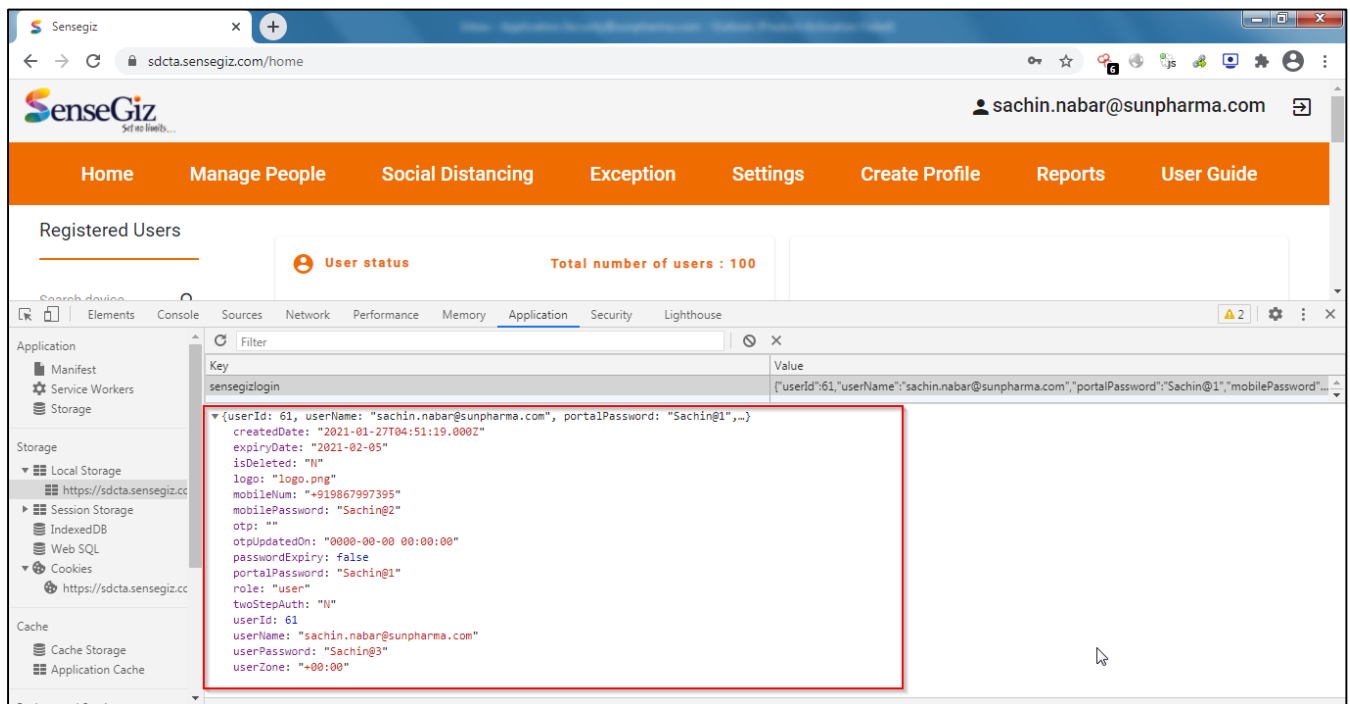 Sensegiz
sdcta.sensegiz.com/home
6
js
SenseGiz
Set no limits...
sachin.nabar@sunpharma.com
Home Manage People Social Distancing Exception Settings Create Profile Reports User Guide
Registered Users
User status Total number of users : 100
Search device
Elements Console Sources Network Performance Memory Application Security Lighthouse 2
Application
Filter
Manifest
Key Value
Service Workers
sensegizlogin {"userId":61,"userName":"sachin.nabar@sunpharma.com","portalPassword":"Sachin@1","mobilePassword"...
Storage
{userId: 61, userName: "sachin.nabar@sunpharma.com", portalPassword: "Sachin@1",…}
createdDate: "2021-01-27T04:51:19.000Z"
expiryDate: "2021-02-05"
isDeleted: "N"
logo: "logo.png"
mobileNum: "+919867997395"
mobilePassword: "Sachin@2"
otp: ""
otpUpdatedOn: "0000-00-00 00:00:00"
passwordExpiry: false
portalPassword: "Sachin@1"
role: "user"
twoStepAuth: "N"
userId: 61
userName: "sachin.nabar@sunpharma.com"
userPassword: "Sachin@3"
userZone: "+00:00"
Storage
Local Storage
https://sdcta.sensegiz.cc
Session Storage
IndexedDB
Web SQL
Cookies
https://sdcta.sensegiz.cc
Cache
Cache Storage
Application Cache